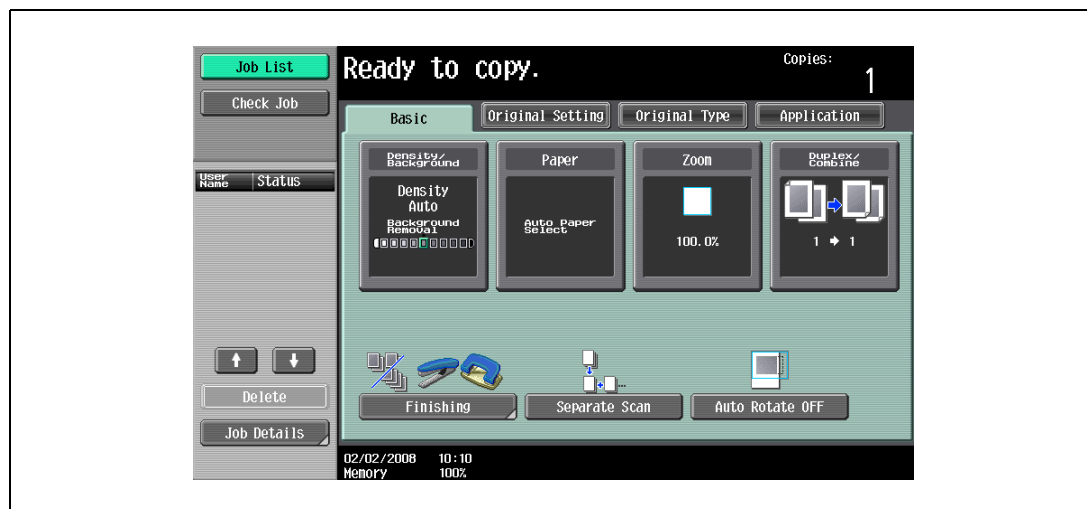 Job List
Check Job
User
Name
Status
Delete
Job Details
Ready to copy.
Copies:
1
Basic
Original Setting
Original Type
Application
Density/
Background
Density
Auto
Background
Removal
Paper
Auto Paper
Select
Zoom
100.0%
Duplex/
Combine
1 → 1
Finishing
Separate Scan
Auto Rotate OFF
02/02/2008 10:10
Memory 100%